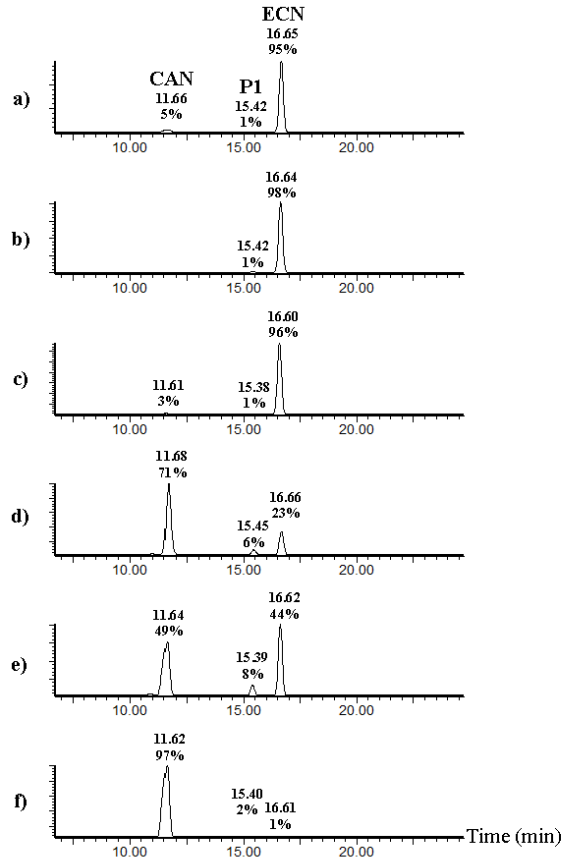 ECN
16.65
95%
CAN
11.66
5%
P1
15.42
1%
a)
10.00 15.00 20.00
16.64
98%
15.42
1%
b)
10.00 15.00 20.00
16.60
96%
11.61
3%
15.38
1%
c)
10.00 15.00 20.00
11.68
71%
16.66
23%
15.45
6%
d)
10.00 15.00 20.00
16.62
44%
11.64
49%
15.39
8%
e)
10.00 15.00 20.00
11.62
97%
15.40
2%
16.61
1%
f)
Time (min)
10.00 15.00 20.00